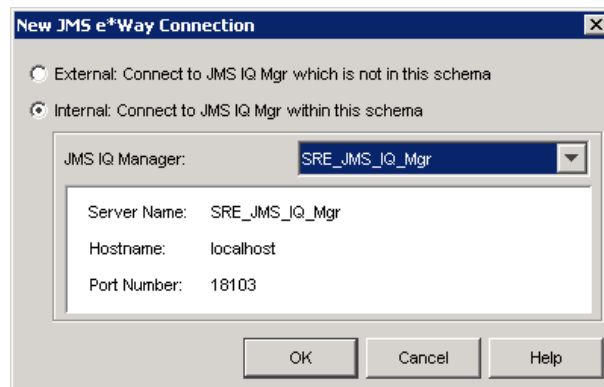 New JMS e*Way Connection
External: Connect to JMS IQ Mgr which is not in this schema
Internal: Connect to JMS IQ Mgr within this schema
JMS IQ Manager: SRE_JMS_IQ_Mgr
Server Name: SRE_JMS_IQ_Mgr
Hostname: localhost
Port Number: 18103
OK Cancel Help